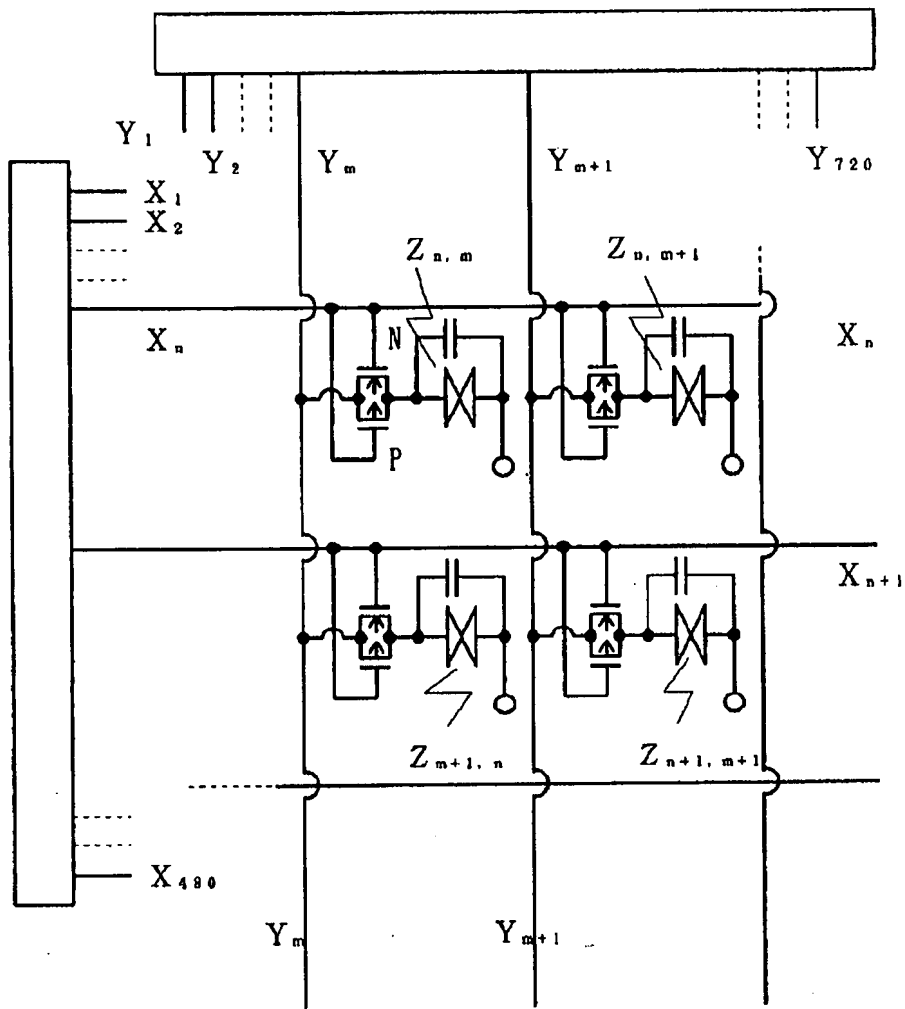 Y1
Y2
Ym
Ym+1
Y720
X1
X2
Zn, m
Zn, m+1
Xn
N
Xn
P
Xn+1
Zm+1, n
Zn+1, m+1
X480
Ym
Ym+1